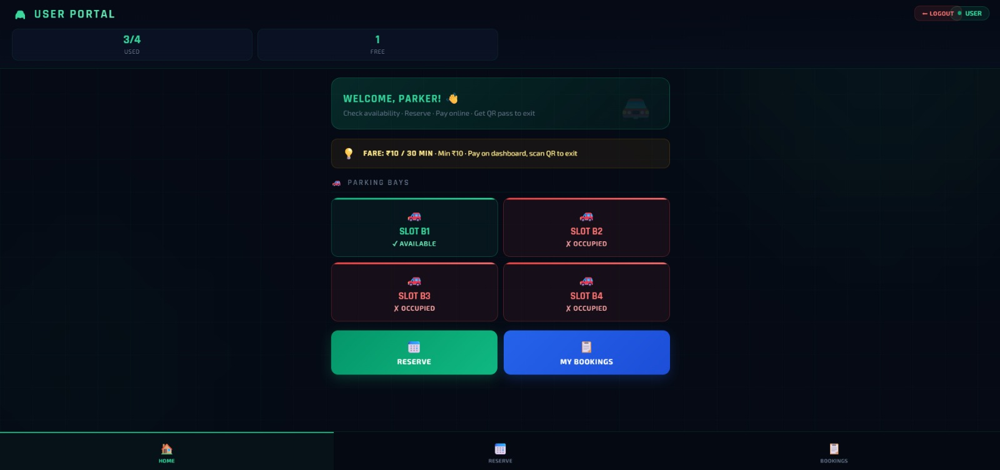 USER PORTAL
← LOGOUT
USER
3/4
USED
1
FREE
WELCOME, PARKER! 👋
Check availability · Reserve · Pay online · Get QR pass to exit
💡 FARE: ₹10 / 30 MIN · Min ₹10 · Pay on dashboard, scan QR to exit
🚗 PARKING BAYS
SLOT B1
✓ AVAILABLE
SLOT B2
✗ OCCUPIED
SLOT B3
✗ OCCUPIED
SLOT B4
✗ OCCUPIED
RESERVE
MY BOOKINGS
HOME
RESERVE
BOOKINGS